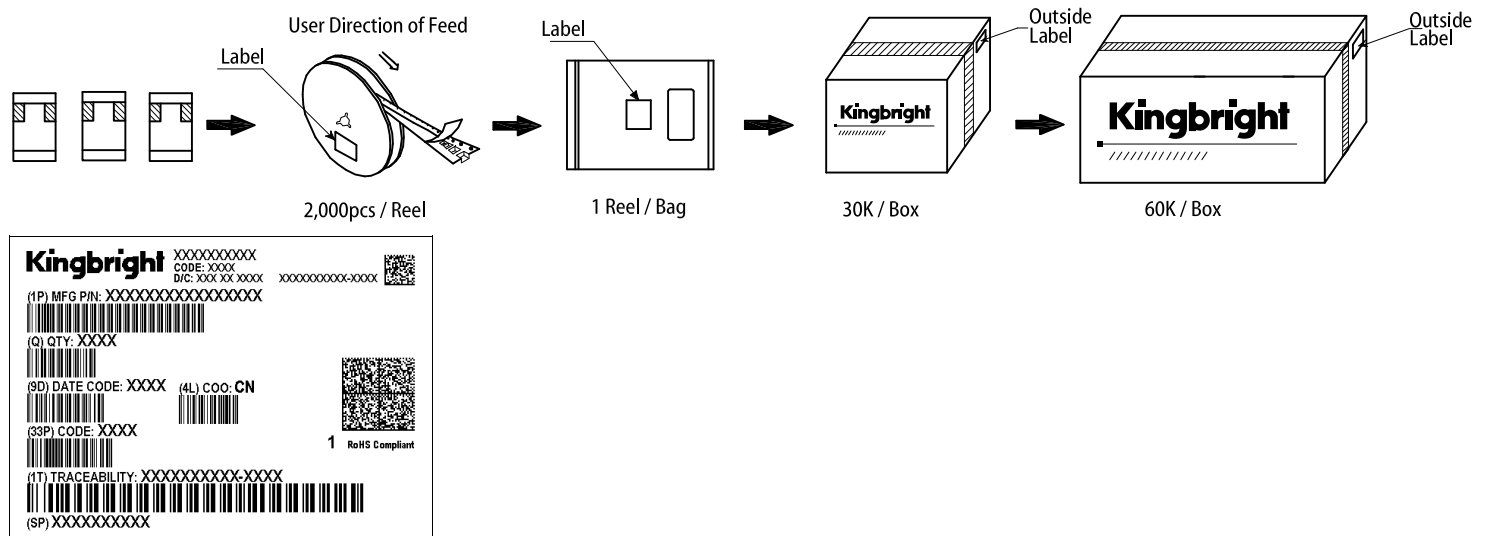 User Direction of Feed
Label
Label
Outside
Label
Outside
Label
Kingbright
Kingbright
2,000pcs / Reel
1 Reel / Bag
30K / Box
60K / Box
Kingbright
XXXXXXXXXX
CODE: XXXX
D/C: XXX XX XXXX XXXXXXXXXX-XXXX
(1P) MFG P/N: XXXXXXXXXXXXXXXX
(Q) QTY: XXXX
(9D) DATE CODE: XXXX (4L) COO: CN
(33P) CODE: XXXX
1 RoHS Compliant
(1T) TRACEABILITY: XXXXXXXXXX-XXXX
(SP) XXXXXXXXXX